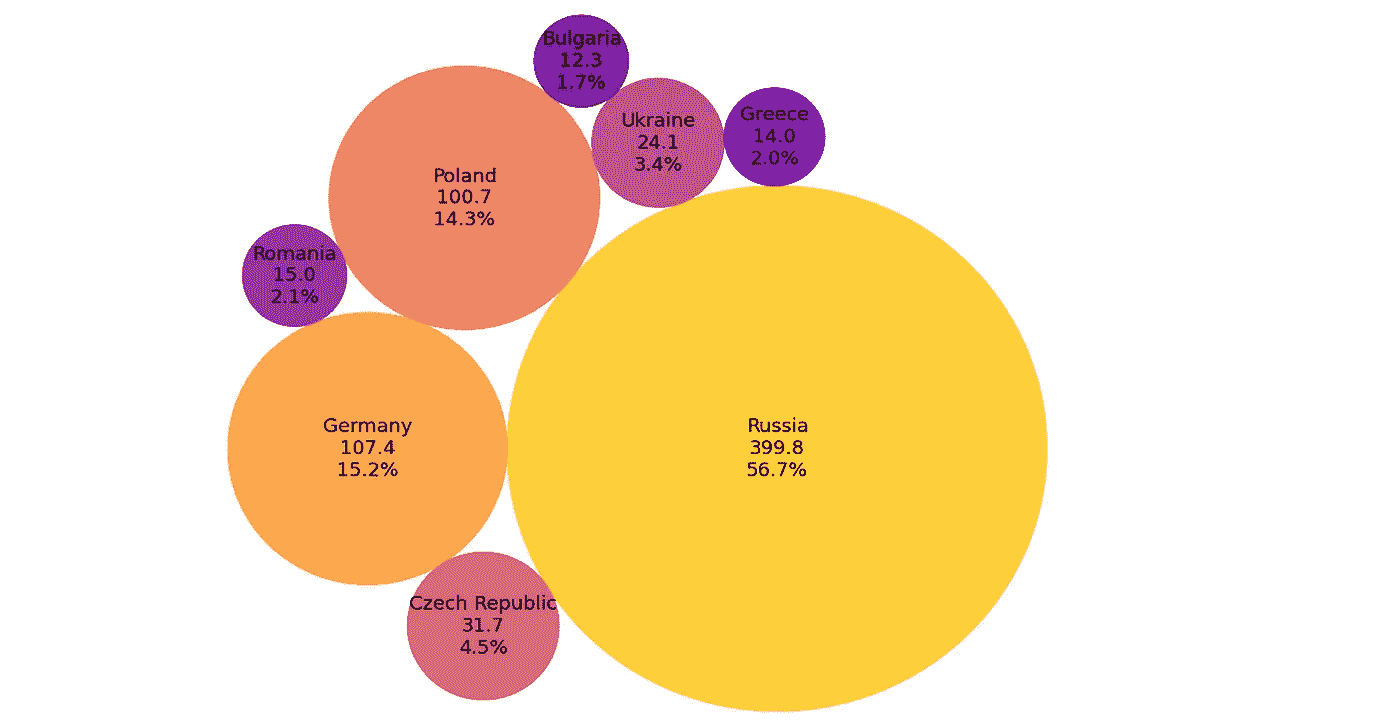 Bulgaria
12.3
1.7%
Ukraine
24.1
3.4%
Greece
14.0
2.0%
Poland
100.7
14.3%
Romania
15.0
2.1%
Germany
107.4
15.2%
Russia
399.8
56.7%
Czech Republic
31.7
4.5%